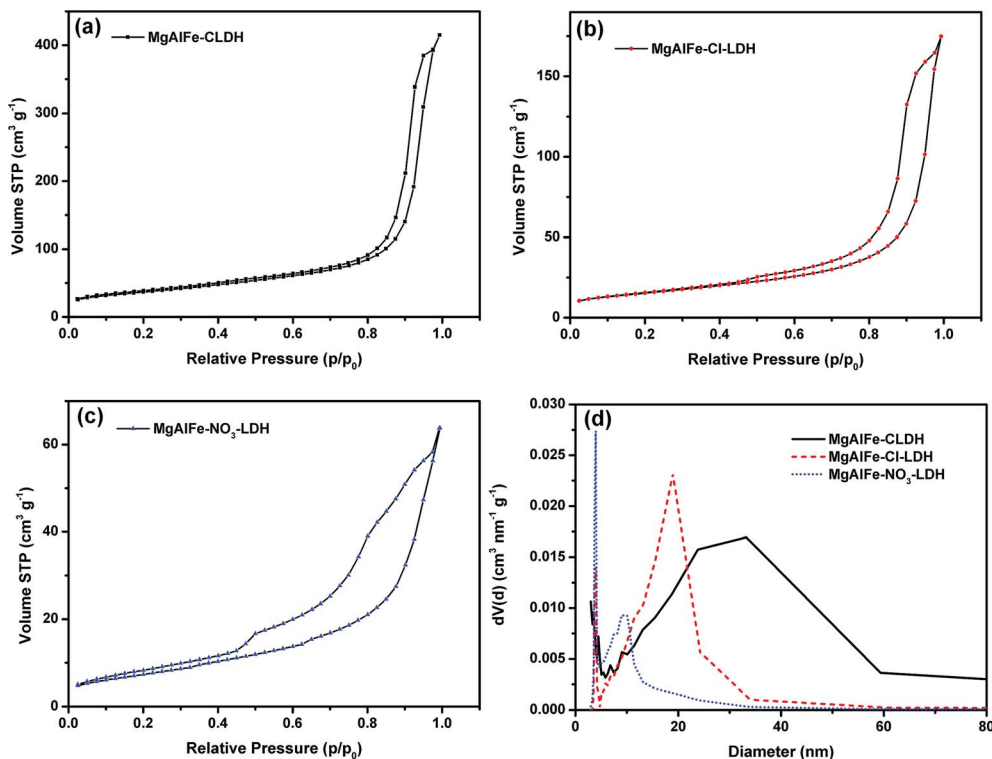 (a)
MgAlFe-CLDH
400
300
200
100
0
0.0 0.2 0.4 0.6 0.8 1.0
Volume STP (cm³ g⁻¹)
Relative Pressure (p/p₀)
(b)
MgAlFe-Cl-LDH
150
100
50
0
0.0 0.2 0.4 0.6 0.8 1.0
Volume STP (cm³ g⁻¹)
Relative Pressure (p/p₀)
(c)
MgAlFe-NO₃-LDH
60
40
20
0
0.0 0.2 0.4 0.6 0.8 1.0
Volume STP (cm³ g⁻¹)
Relative Pressure (p/p₀)
(d)
MgAlFe-CLDH
MgAlFe-Cl-LDH
MgAlFe-NO₃-LDH
0.030
0.025
0.020
0.015
0.010
0.005
0.000
0 20 40 60 80
dV(d) (cm³ nm⁻¹ g⁻¹)
Diameter (nm)